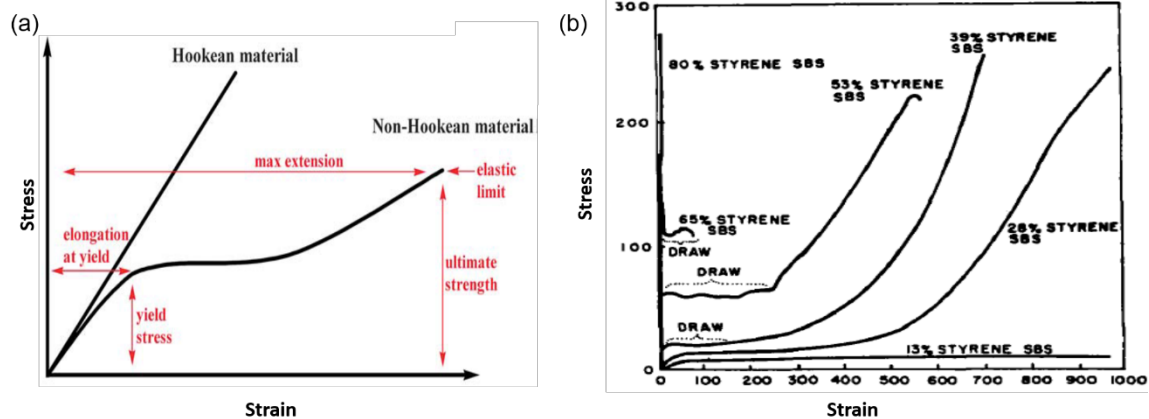 (a)
Hookean material
Non-Hookean material
max extension
elastic
limit
elongation
at yield
ultimate
strength
yield
stress
Stress
Strain
(b)
300
200
100
0
80% STYRENE SBS
53% STYRENE
SBS
39% STYRENE
SBS
65% STYRENE
SBS
DRAW
DRAW
DRAW
28% STYRENE
SBS
13% STYRENE SBS
0 100 200 300 400 500 600 700 800 900 1000
Stress
Strain